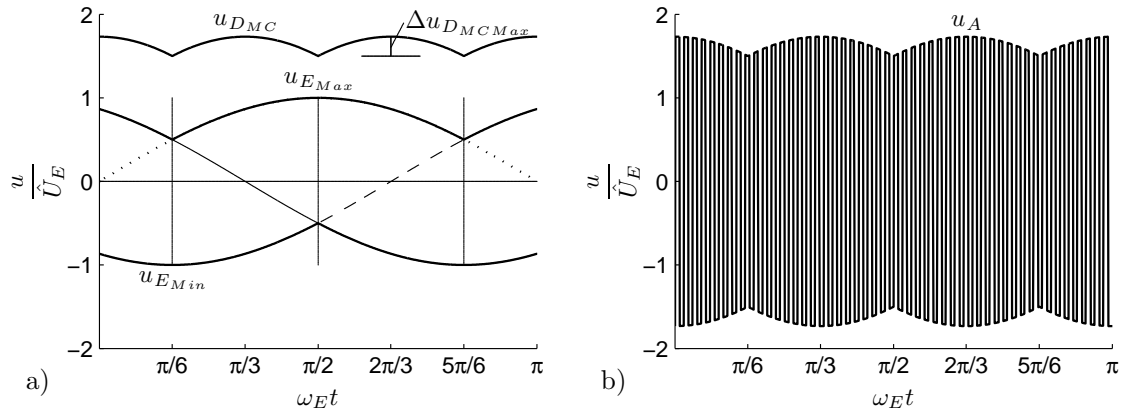 u_{D_{MC}}
Δu_{D_{MCMax}}
u_{E_{Max}}
u_{E_{Min}}
2
1
0
−1
−2
u
Û_E
π/6 π/3 π/2 2π/3 5π/6 π
ω_E t
a)
u_A
2
1
0
−1
−2
u
Û_E
π/6 π/3 π/2 2π/3 5π/6 π
ω_E t
b)